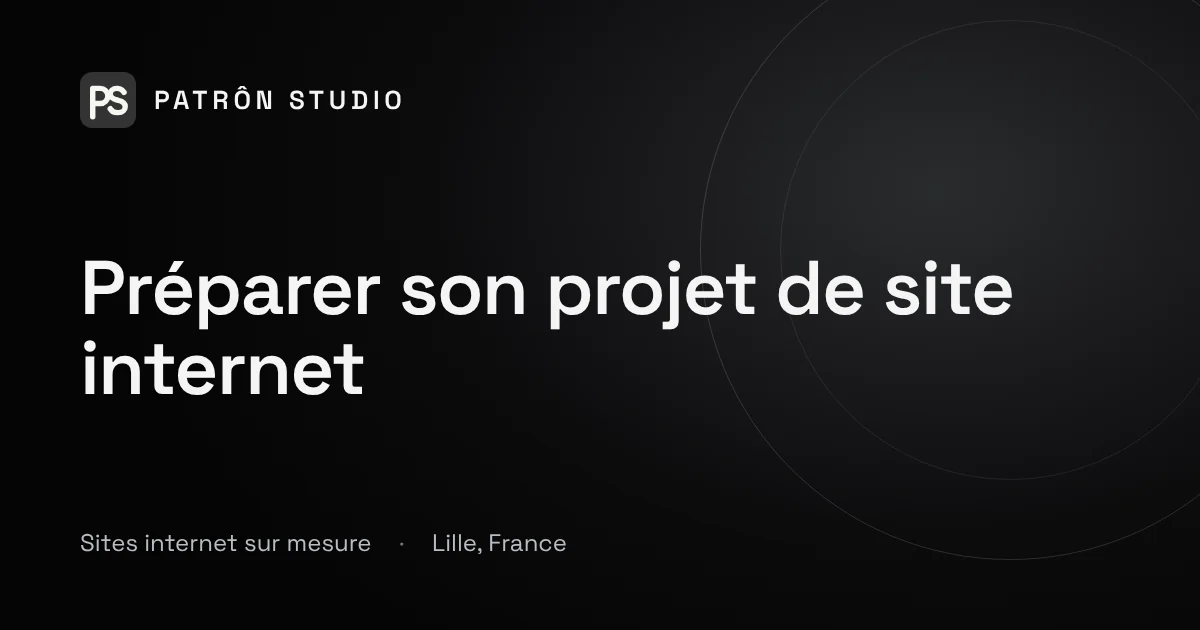 PS PATRÔN STUDIO
Préparer son projet de site
internet
Sites internet sur mesure · Lille, France